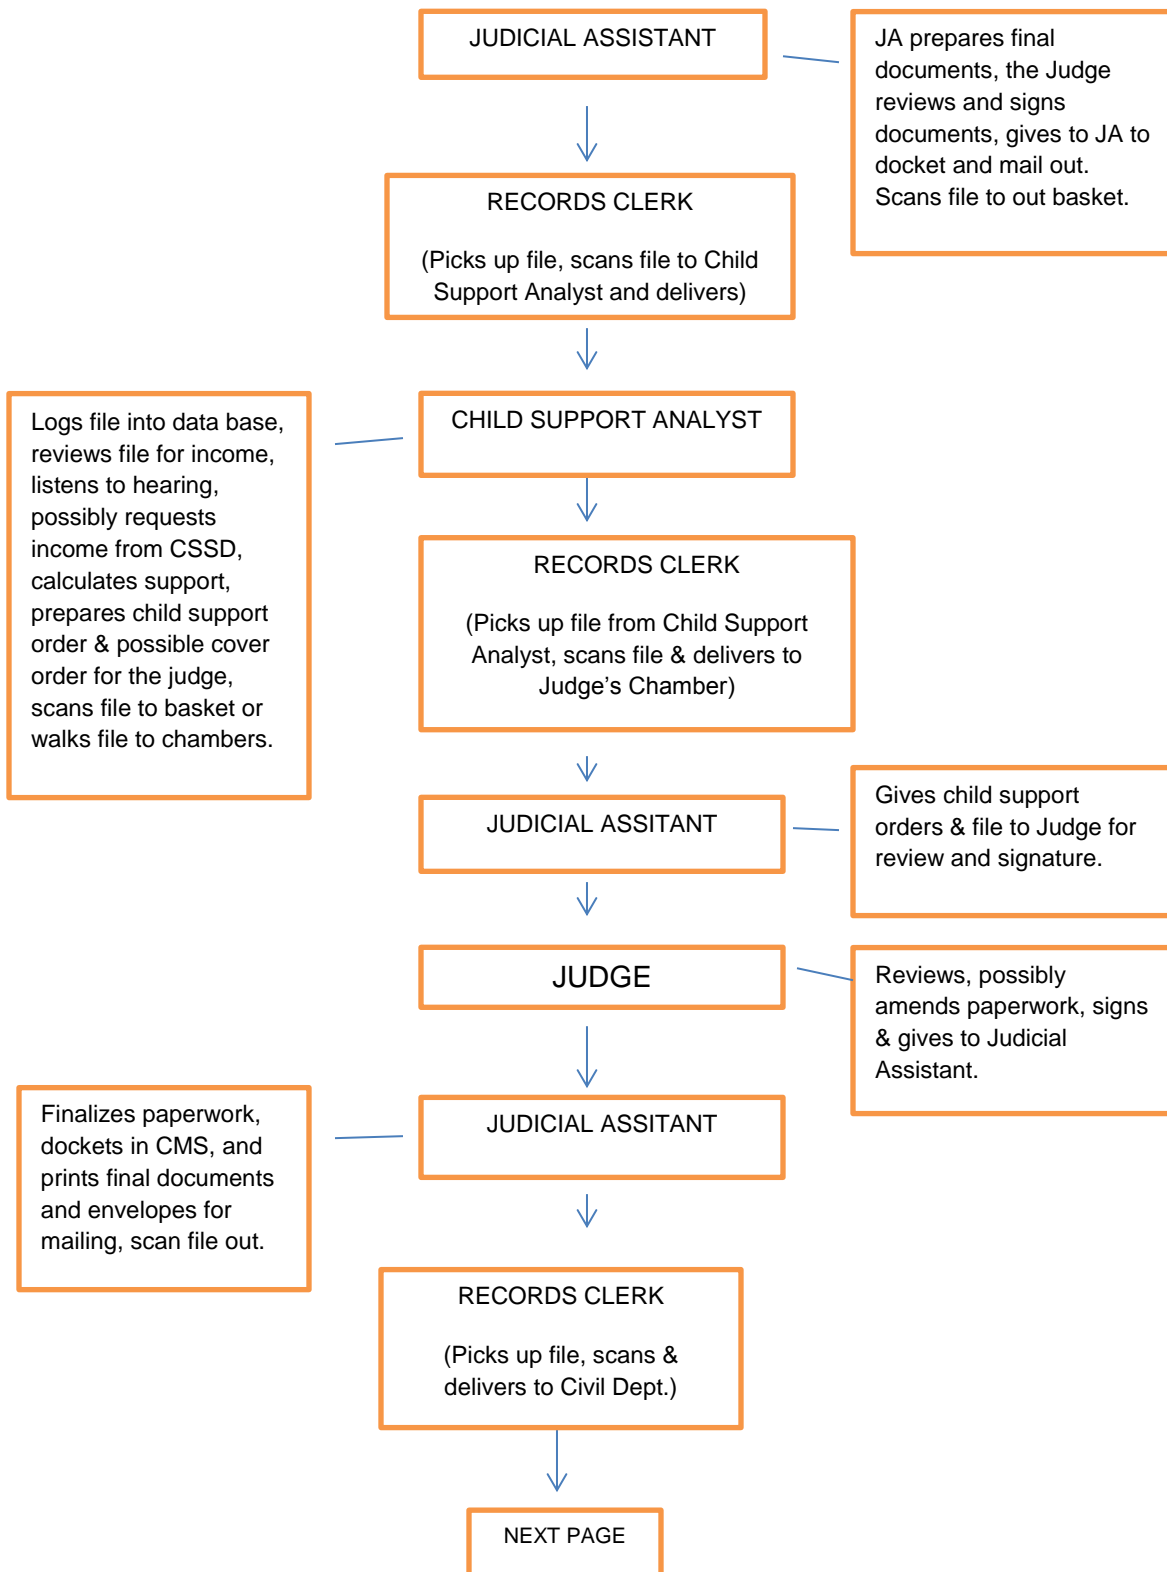 JUDICIAL ASSISTANT
JA prepares final
documents, the Judge
reviews and signs
documents, gives to JA to
docket and mail out.
Scans file to out basket.
RECORDS CLERK
(Picks up file, scans file to Child
Support Analyst and delivers)
CHILD SUPPORT ANALYST
Logs file into data base,
reviews file for income,
listens to hearing,
possibly requests
income from CSSD,
calculates support,
prepares child support
order & possible cover
order for the judge,
scans file to basket or
walks file to chambers.
RECORDS CLERK
(Picks up file from Child Support
Analyst, scans file & delivers to
Judge’s Chamber)
JUDICIAL ASSITANT
Gives child support
orders & file to Judge for
review and signature.
JUDGE
Reviews, possibly
amends paperwork, signs
& gives to Judicial
Assistant.
JUDICIAL ASSITANT
Finalizes paperwork,
dockets in CMS, and
prints final documents
and envelopes for
mailing, scan file out.
RECORDS CLERK
(Picks up file, scans &
delivers to Civil Dept.)
NEXT PAGE